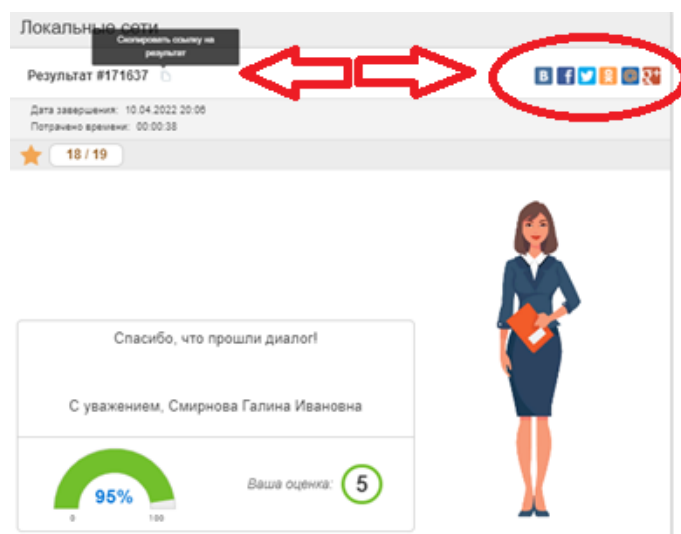 Локальные сети
Скопировать ссылку на
результат
Результат #171637
Дата завершения: 10.04.2022 20:06
Потрачено времени: 00:00:38
18 / 19
Спасибо, что прошли диалог!
С уважением, Смирнова Галина Ивановна
95%
0 100
Ваша оценка: 5